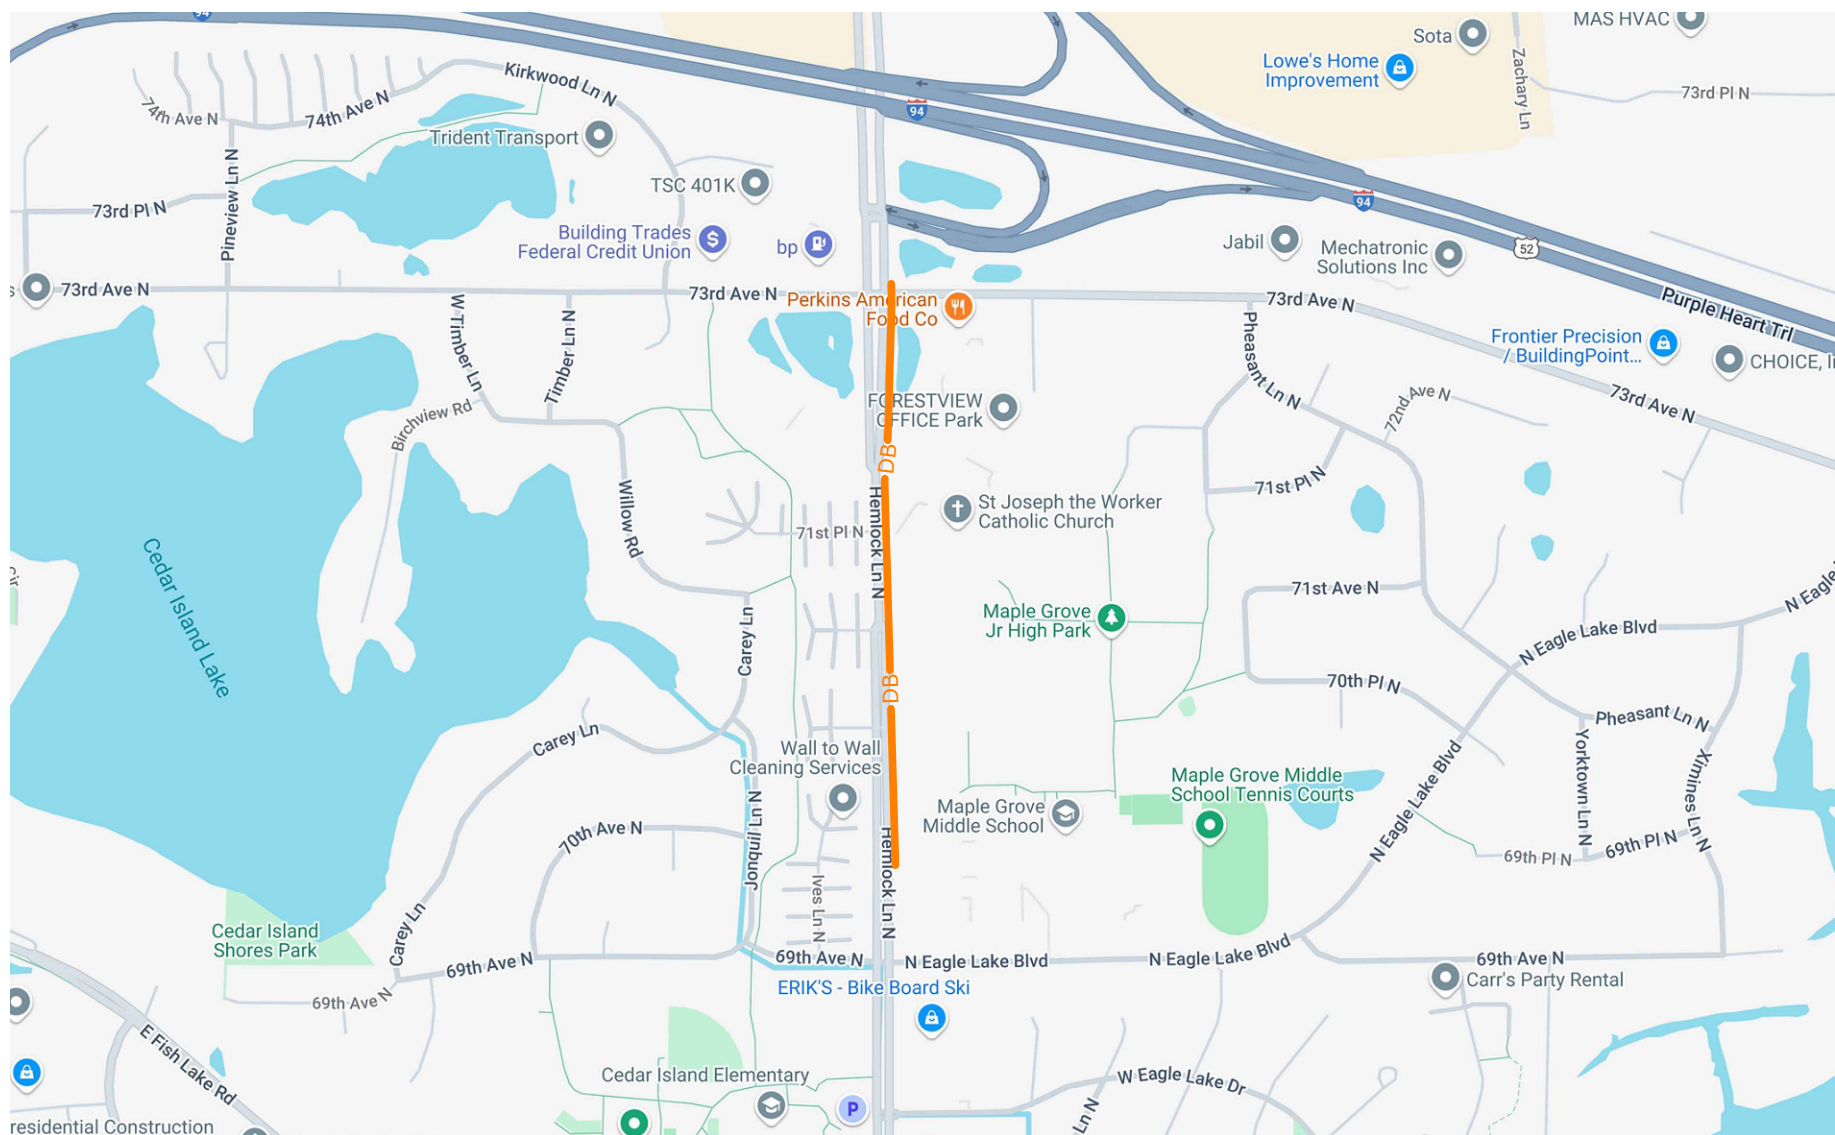 94
MAS HVAC
Sota
Lowe's Home
Improvement
Zachary Ln
73rd Pl N
Kirkwood Ln N
74th Ave N
74th Ave N
94
Trident Transport
Pineview Ln N
TSC 401K
73rd Pl N
94
Building Trades
Federal Credit Union
bp
Jabil
Mechatronic
Solutions Inc
52
s
73rd Ave N
73rd Ave N
Perkins American
Food Co
73rd Ave N
Purple Heart Trl
W Timber Ln
Timber Ln N
Pheasant Ln N
Frontier Precision
/ BuildingPoint...
CHOICE, I
Birchview Rd
FORESTVIEW
OFFICE Park
72nd Ave N
73rd Ave N
DB
71st Pl N
Willow Rd
Hemlock Ln N
St Joseph the Worker
Catholic Church
71st Pl N
Cedar Island Lake
Cir
71st Ave N
N Eagle
Carey Ln
Maple Grove
Jr High Park
N Eagle Lake Blvd
DB
70th Pl N
Carey Ln
Pheasant Ln N
Wall to Wall
Cleaning Services
Yorktown Ln N
Ximines Ln N
Maple Grove Middle
School Tennis Courts
N Eagle Lake Blvd
Maple Grove
Middle School
70th Ave N
Jonquil Ln N
Hemlock Ln N
69th Pl N
69th Pl N
Ives Ln N
Carey Ln
Cedar Island
Shores Park
69th Ave N
69th Ave N
N Eagle Lake Blvd
N Eagle Lake Blvd
69th Ave N
Carr's Party Rental
69th Ave N
ERIK'S - Bike Board Ski
E Fish Lake Rd
Cedar Island Elementary
W Eagle Lake Dr
P
Ln N
residential Construction